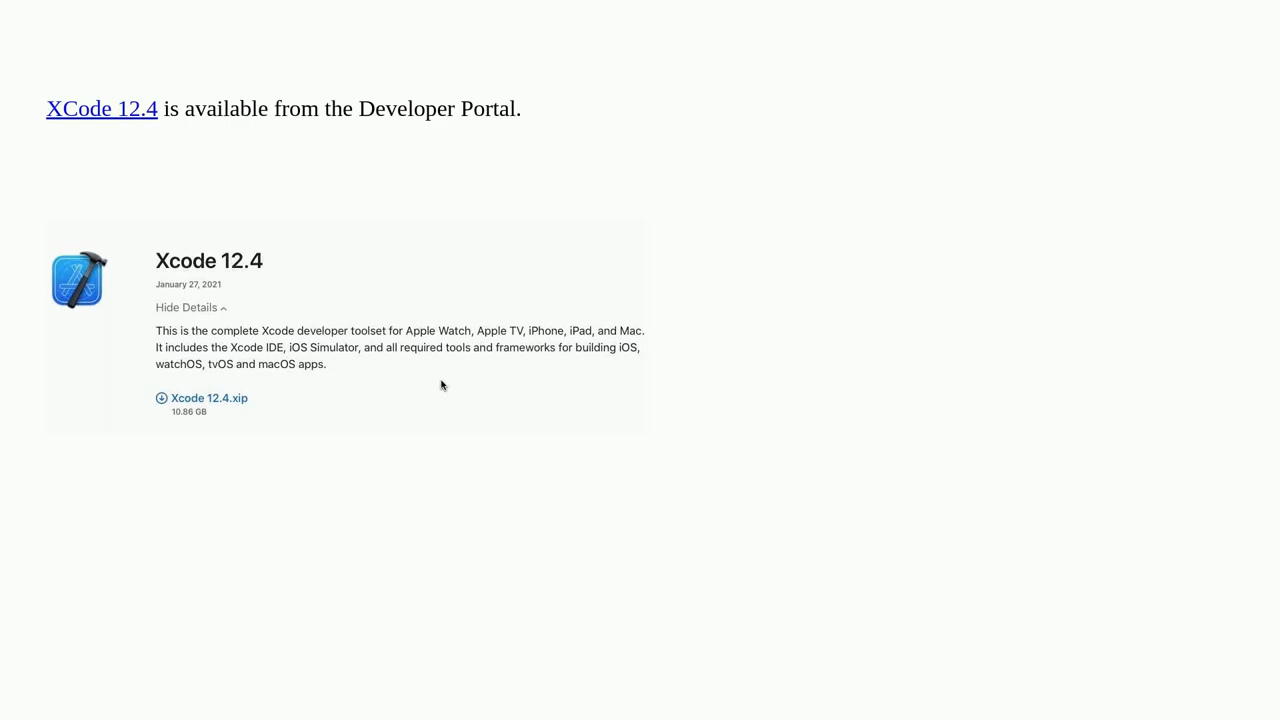 XCode 12.4 is available from the Developer Portal.
Xcode 12.4
January 27, 2021
Hide Details
This is the complete Xcode developer toolset for Apple Watch, Apple TV, iPhone, iPad, and Mac.
It includes the Xcode IDE, iOS Simulator, and all required tools and frameworks for building iOS,
watchOS, tvOS and macOS apps.
Xcode 12.4.xip
10.86 GB